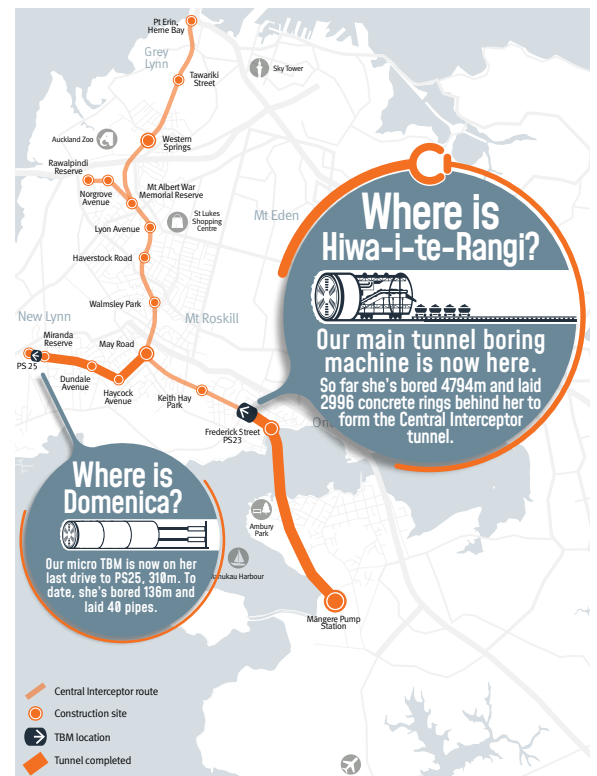 Pt Erin,
Herne Bay
Grey
Lynn
Tawariki
Street
Sky Tower
Auckland Zoo
Western
Springs
Rawalpindi
Reserve
Norgrove
Avenue
Mt Albert War
Memorial Reserve
St Lukes
Shopping
Centre
Mt Eden
Lyon Avenue
Haverstock Road
Walmsley Park
New Lynn
Mt Roskill
Miranda
Reserve
May Road
PS 25
Dundale
Avenue
Haycock
Avenue
Keith Hay
Park
Frederick Street
PS23
Where is
Hiwa-i-te-Rangi?
Our main tunnel boring
machine is now here.
So far she's bored 4794m and laid
2996 concrete rings behind her to
form the Central Interceptor
tunnel.
Where is
Domenica?
Our micro TBM is now on her
last drive to PS25, 310m. To
date, she's bored 136m and
laid 40 pipes.
Ambury
Park
Harbour
Māngere Pump
Station
Central Interceptor route
Construction site
TBM location
Tunnel completed